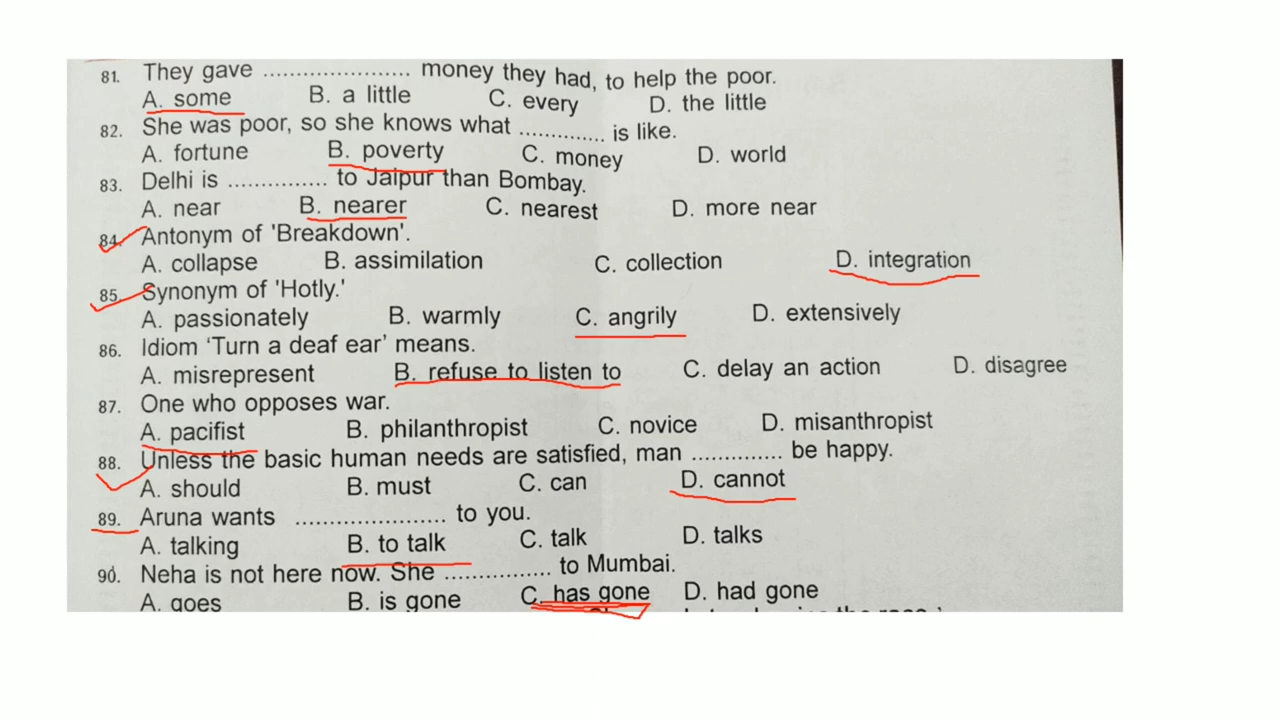 81. They gave ...................... money they had, to help the poor.
A. some B. a little C. every D. the little
82. She was poor, so she knows what ............. is like.
A. fortune B. poverty C. money D. world
83. Delhi is ............... to Jaipur than Bombay.
A. near B. nearer C. nearest D. more near
84. Antonym of 'Breakdown'.
A. collapse B. assimilation C. collection D. integration
85. Synonym of 'Hotly.'
A. passionately B. warmly C. angrily D. extensively
86. Idiom ‘Turn a deaf ear’ means.
A. misrepresent B. refuse to listen to C. delay an action D. disagree
87. One who opposes war.
A. pacifist B. philanthropist C. novice D. misanthropist
88. Unless the basic human needs are satisfied, man .............. be happy.
A. should B. must C. can D. cannot
89. Aruna wants ....................... to you.
A. talking B. to talk C. talk D. talks
90. Neha is not here now. She ................ to Mumbai.
A. goes B. is gone C. has gone D. had gone